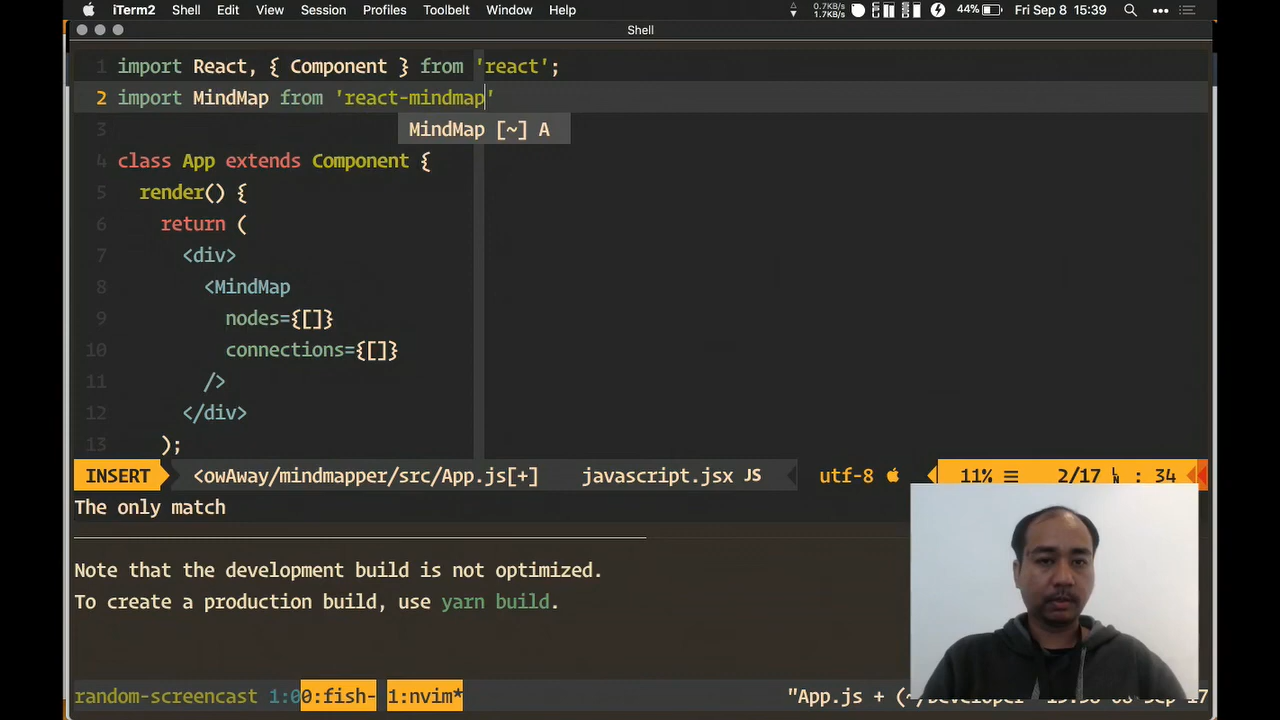 iTerm2 Shell Edit View Session Profiles Toolbelt Window Help 0.7KB/s 1.7KB/s 44% Fri Sep 8 15:39
Shell
1 import React, { Component } from 'react';
2 import MindMap from 'react-mindmap'
3 MindMap [~] A
4 class App extends Component {
5 render() {
6 return (
7 <div>
8 <MindMap
9 nodes={[]}
10 connections={[]}
11 />
12 </div>
13 );
INSERT <owAway/mindmapper/src/App.js[+] javascript.jsx JS utf-8 11% ☰ 2/17 LN : 34
The only match
Note that the development build is not optimized.
To create a production build, use yarn build.
random-screencast 1:0 0:fish- 1:nvim* "App.js + (~/Developer